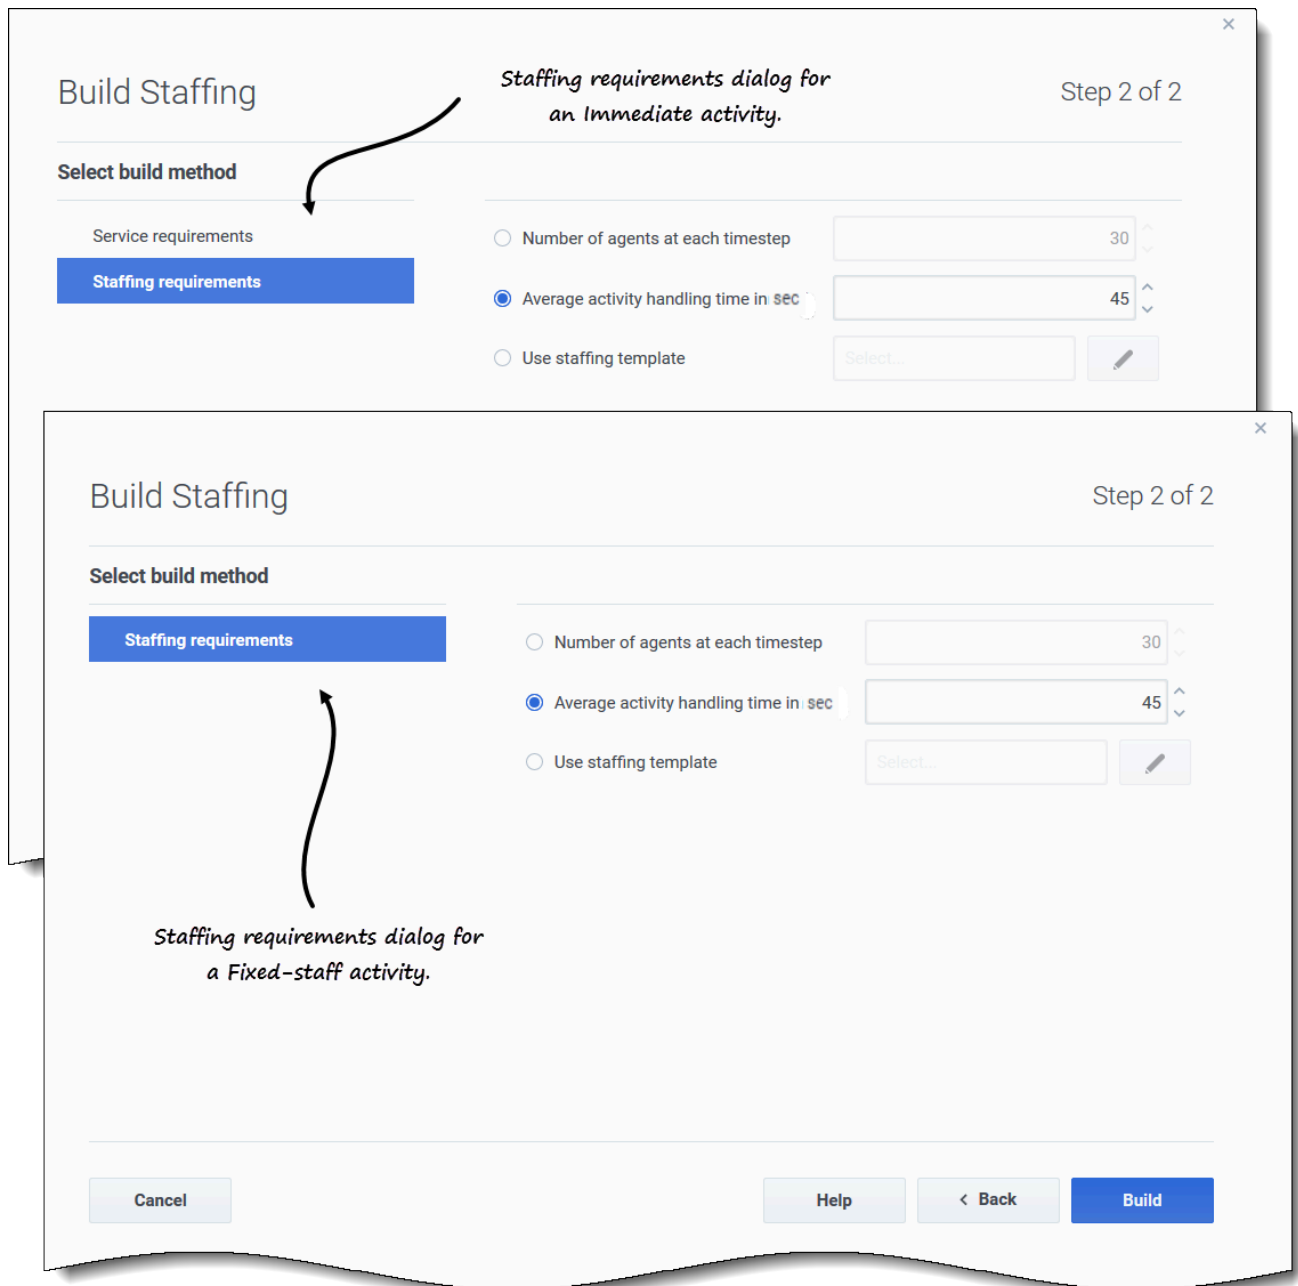 Build Staffing
Staffing requirements dialog for
an Immediate activity.
Step 2 of 2
Select build method
Service requirements
Staffing requirements
Number of agents at each timestep
30
Average activity handling time in sec
45
Use staffing template
Select...
Build Staffing
Step 2 of 2
Select build method
Staffing requirements
Number of agents at each timestep
30
Average activity handling time in sec
45
Use staffing template
Select...
Staffing requirements dialog for
a Fixed-staff activity.
Cancel
Help
< Back
Build